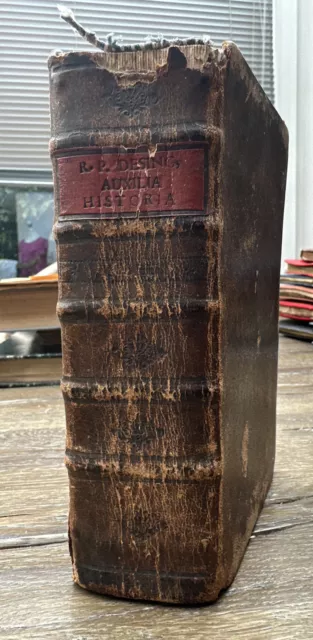 R. P. DESING,
AUXILIA
HISTORIA